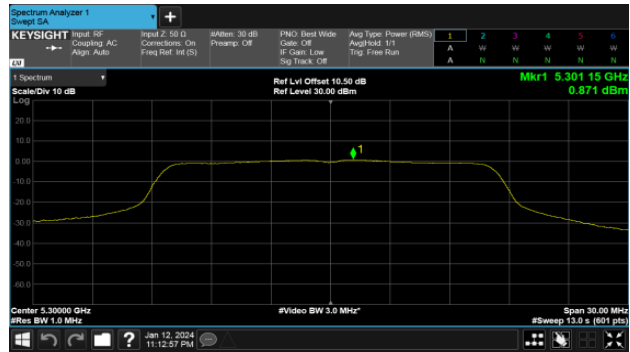 Spectrum Analyzer 1
Swept SA
+
KEYSIGHT Input: RF Input Z: 50 Ω #Atten: 30 dB PNO: Best Wide Avg Type: Power (RMS) 1 2 3 4 5 6
Coupling: AC Corrections: On Preamp: Off Gate: Off Avg|Hold: 1/1 A W W W W W
Align: Auto Freq Ref: Int (S) IF Gain: Low Trig: Free Run
Sig Track: Off A N N N N N
LXI
1 Spectrum Ref Lvl Offset 10.50 dB Mkr1 5.301 15 GHz
Scale/Div 10 dB Ref Level 30.00 dBm 0.871 dBm
Log
20.0
10.0
0.00
1
-10.0
-20.0
-30.0
-40.0
-50.0
-60.0
Center 5.30000 GHz #Video BW 3.0 MHz* Span 30.00 MHz
#Res BW 1.0 MHz #Sweep 13.0 s (601 pts)
? Jan 12, 2024
11:12:57 PM